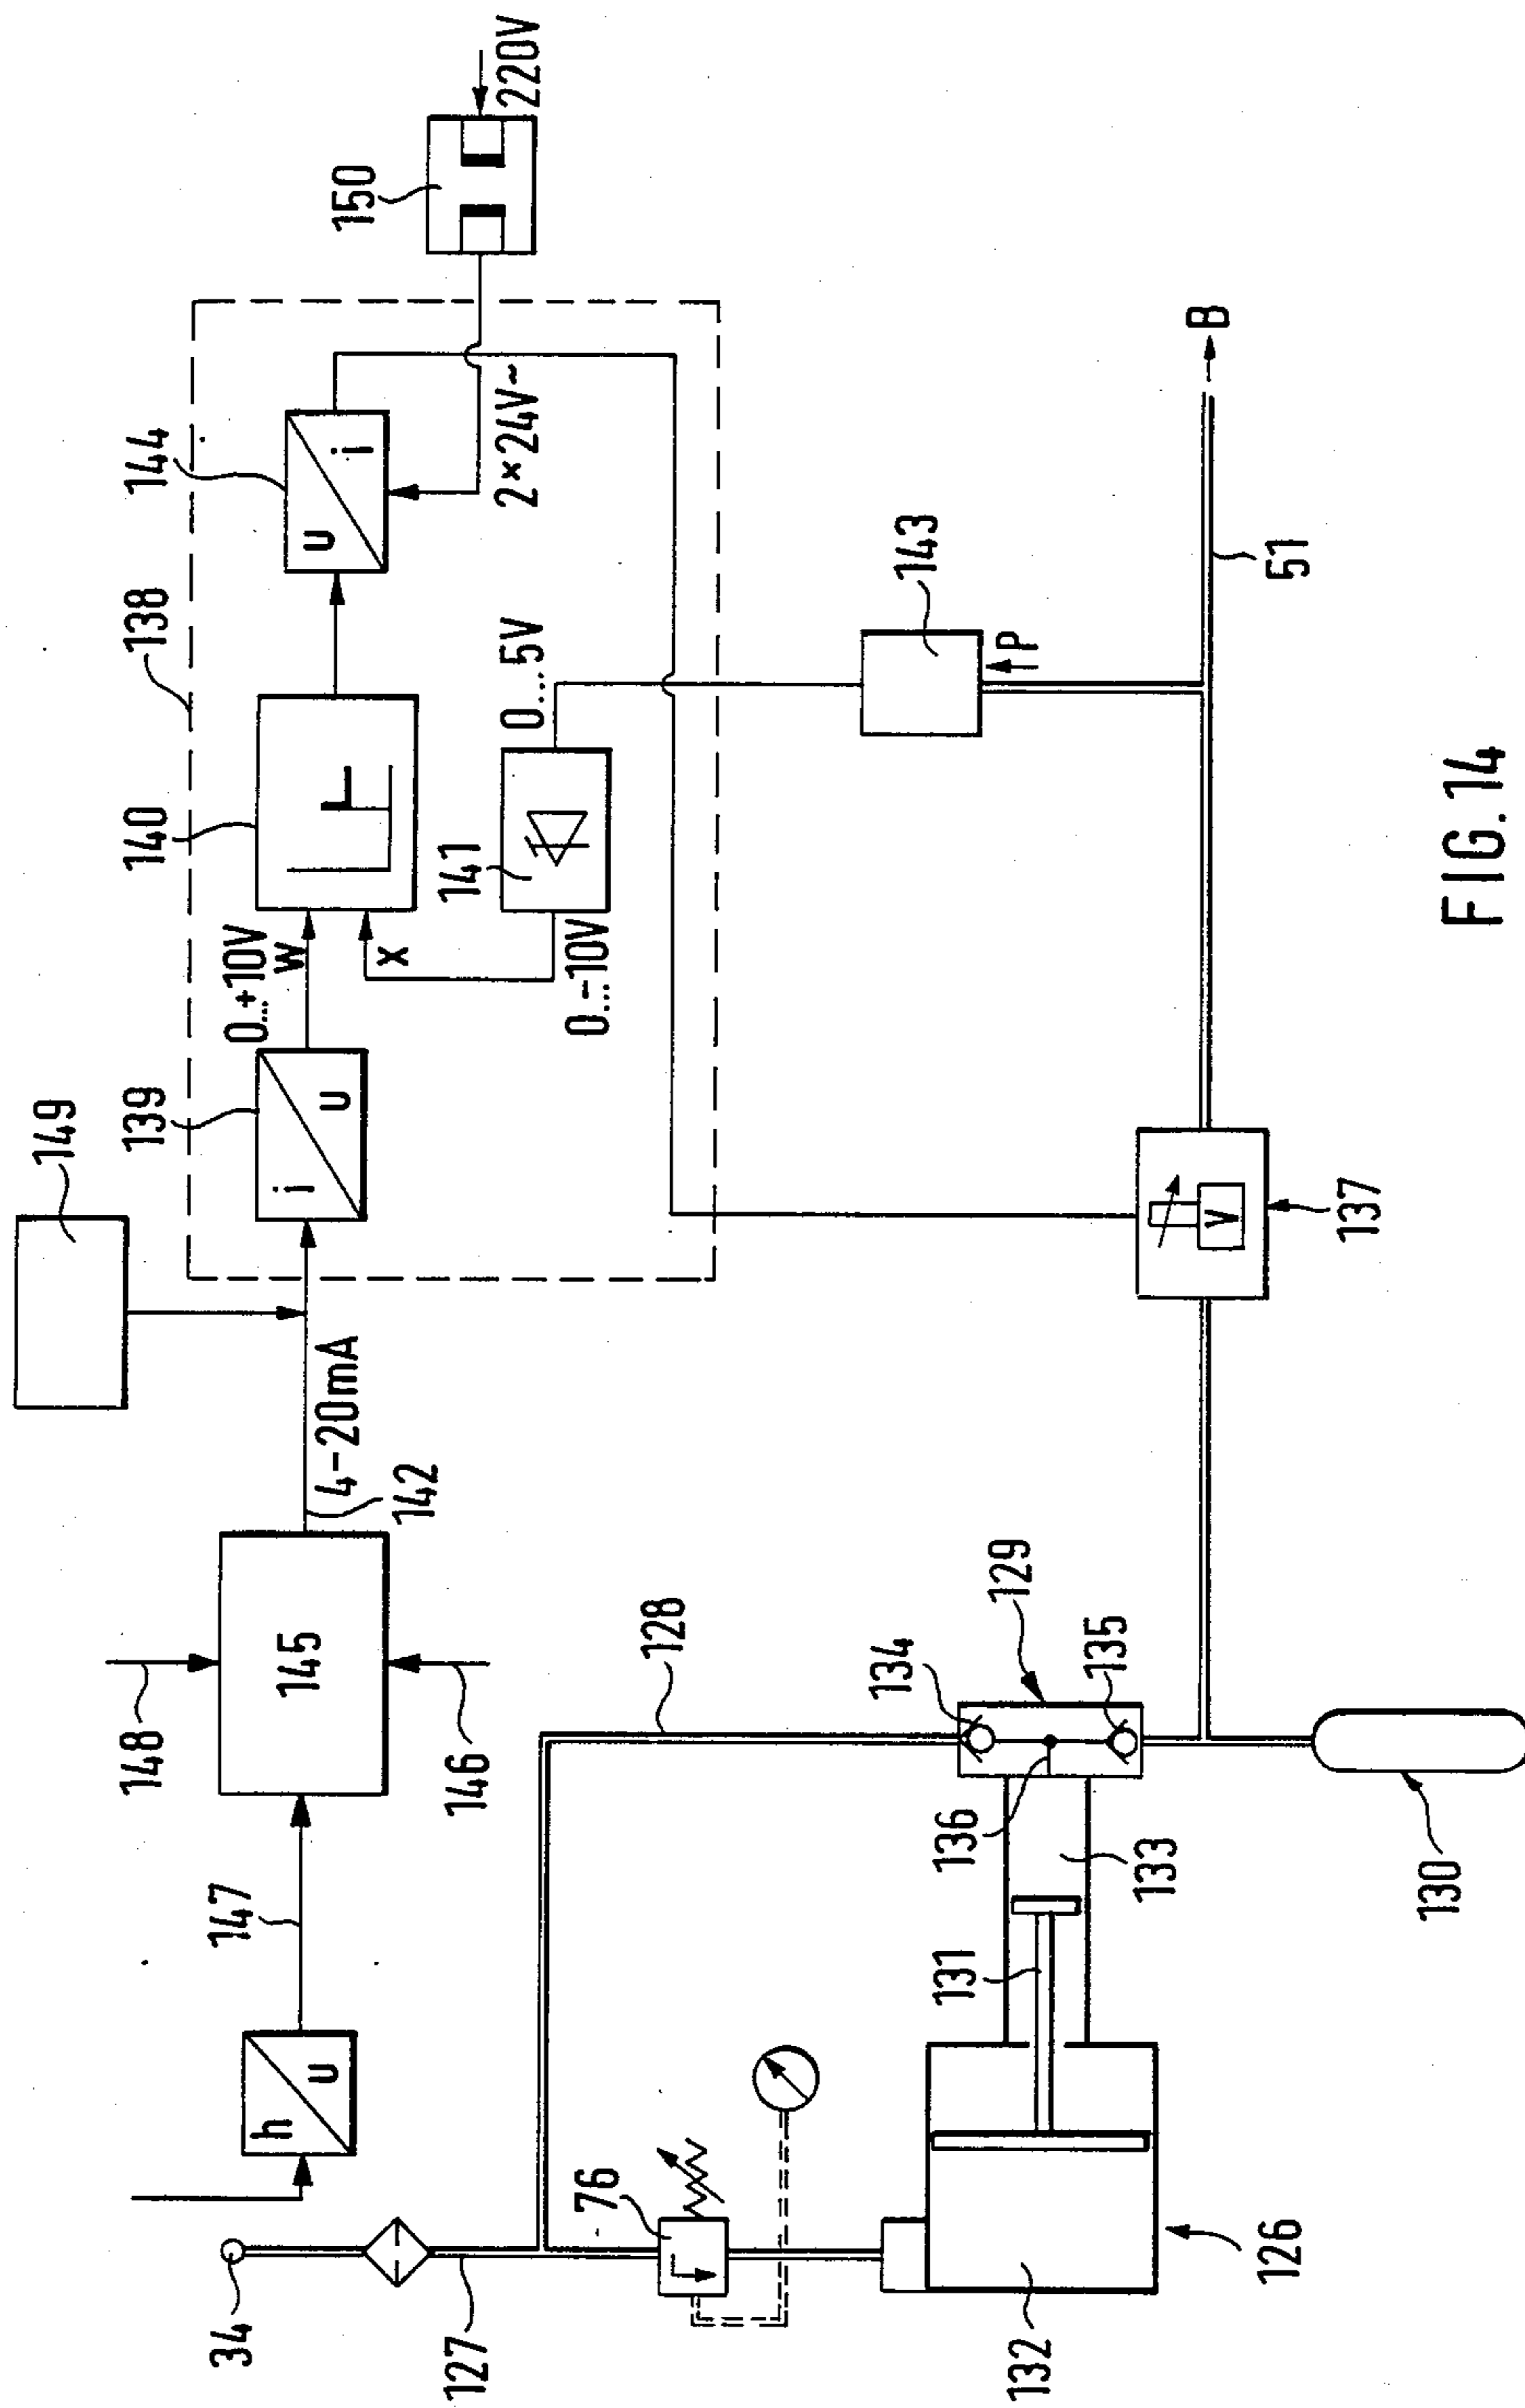 149
138
144
150
220V
139
0...+10V
W
140
i
u
u
i
2×24V~
X
141
0...5V
0...-10V
148
145
4-20mA
142
146
147
h
u
34
127
128
76
134
129
135
136
133
131
132
126
130
143
P
V
137
51
B
FIG. 14